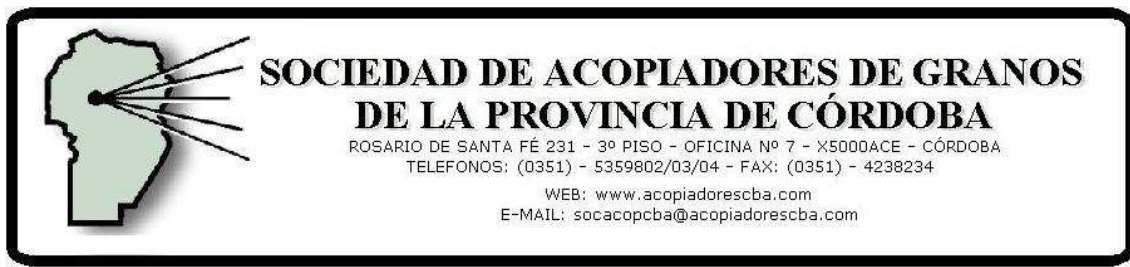 SOCIEDAD DE ACOPIADORES DE GRANOS
DE LA PROVINCIA DE CÓRDOBA
ROSARIO DE SANTA FÉ 231 - 3º PISO - OFICINA Nº 7 - X5000ACE - CÓRDOBA
TELEFONOS: (0351) - 5359802/03/04 - FAX: (0351) - 4238234
WEB: www.acopiadorescba.com
E-MAIL: socacopcba@acopiadorescba.com